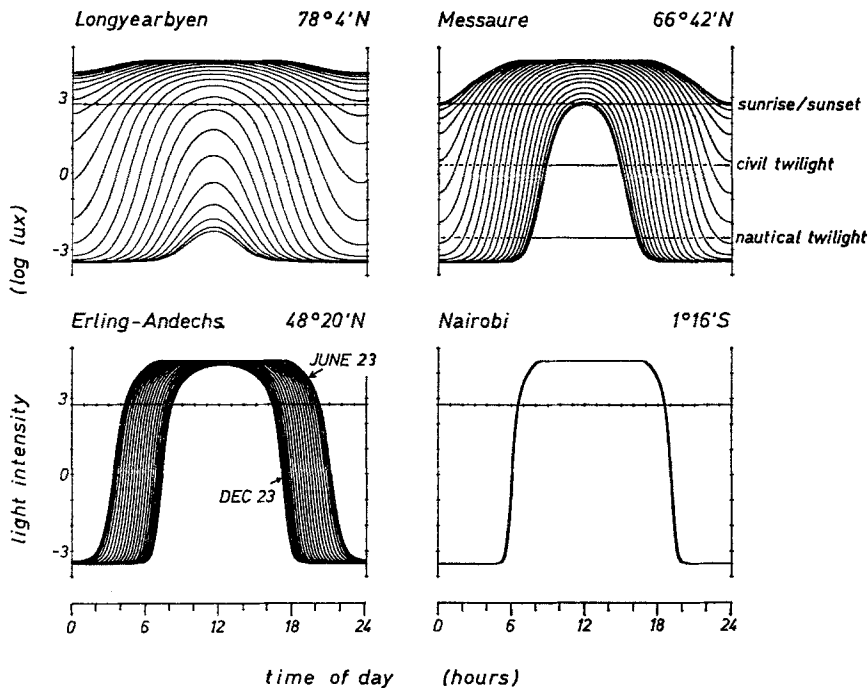 Longyearbyen 78°4'N
Messaure 66°42'N
3
0
-3
sunrise/sunset
civil twilight
nautical twilight
(log lux)
Erling-Andechs. 48°20'N
Nairobi 1°16'S
JUNE 23
DEC 23
3
0
-3
light intensity
0 6 12 18 24
0 6 12 18 24
time of day (hours)